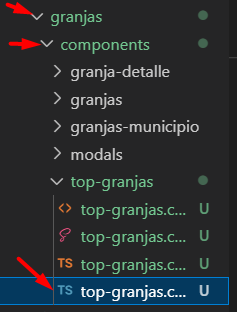 granjas
components
granja-detalle
granjas
granjas-municipio
modals
top-granjas
<> top-granjas.c... U
top-granjas.c... U
TS top-granjas.c... U
TS top-granjas.c... U